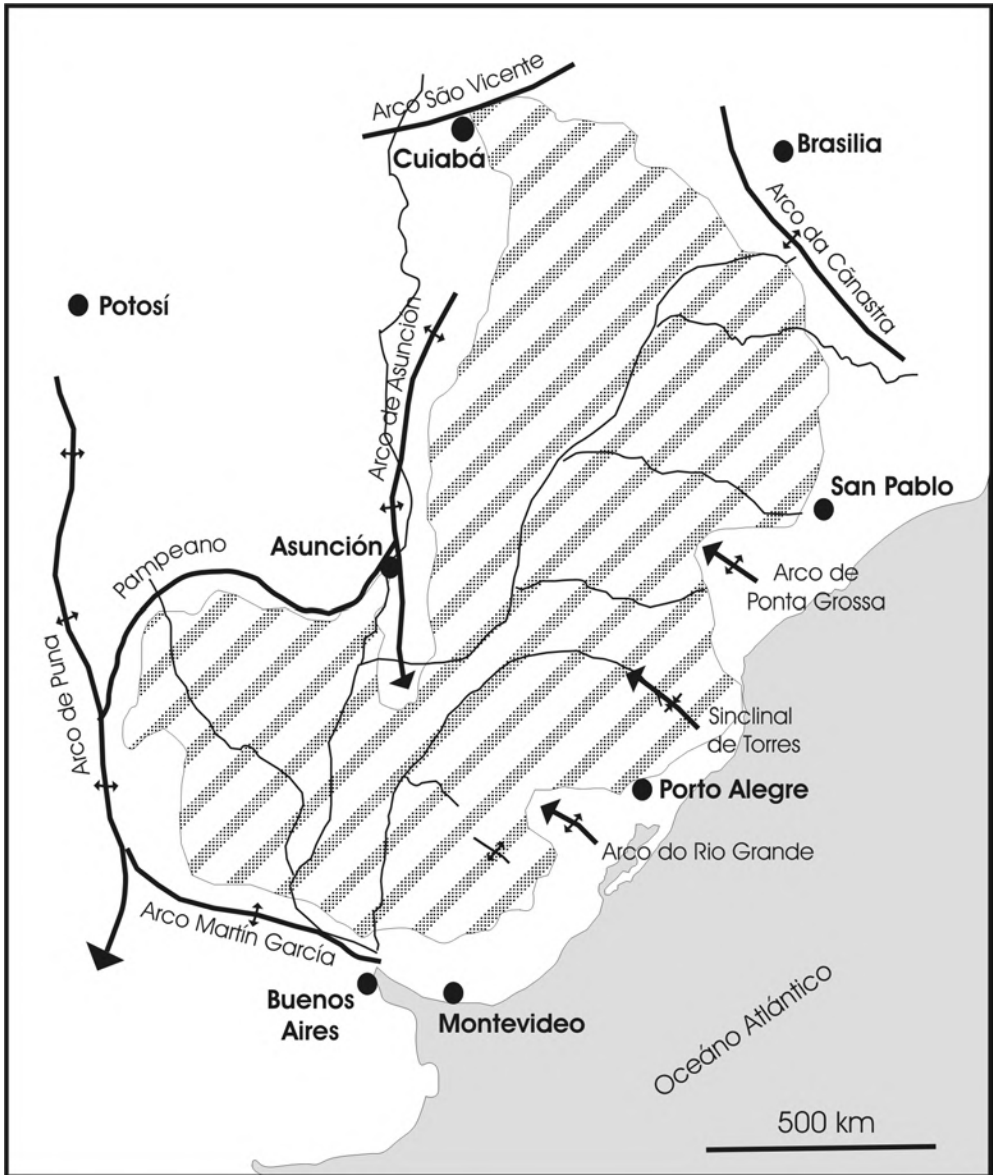 Arco São Vicente
Cuiabá
Brasilia
Arco da Cãnastra
Potosí
Arco de Asunción
San Pablo
Asunción
Pampeano
Arco de
Ponta Grossa
Arco de Puna
Sinclinal
de Torres
Porto Alegre
Arco do Rio Grande
Arco Martín García
Buenos
Aires
Montevideo
Oceáno Atlántico
500 km